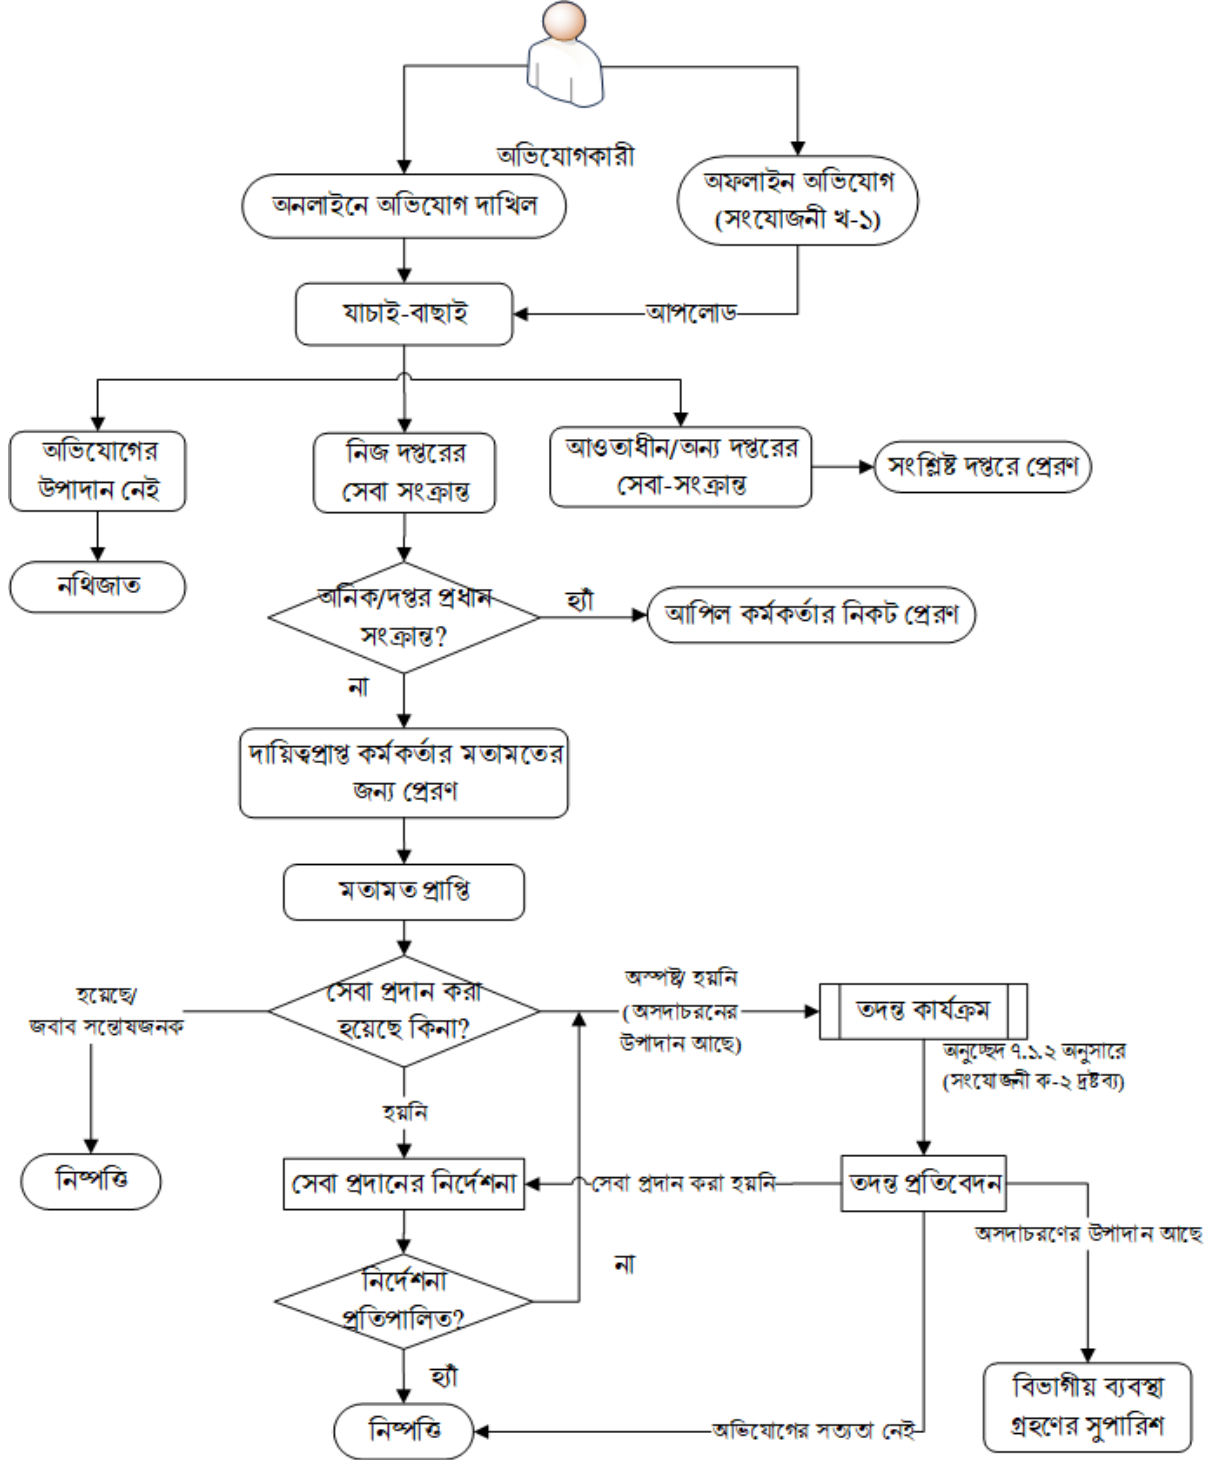 অভিযোগকারী
অনলাইনে অভিযোগ দাখিল
অফলাইন অভিযোগ
(সংযোজনী খ-১)
যাচাই-বাছাই
আপলোড
অভিযোগের
উপাদান নেই
নিজ দপ্তরের
সেবা সংক্রান্ত
আওতাধীন/অন্য দপ্তরের
সেবা-সংক্রান্ত
সংশ্লিষ্ট দপ্তরে প্রেরণ
নথিজাত
অনিক/দপ্তর প্রধান
সংক্রান্ত?
হ্যাঁ
আপিল কর্মকর্তার নিকট প্রেরণ
না
দায়িত্বপ্রাপ্ত কর্মকর্তার মতামতের
জন্য প্রেরণ
মতামত প্রাপ্তি
সেবা প্রদান করা
হয়েছে কিনা?
হয়েছে/
জবাব সন্তোষজনক
অস্পষ্ট/ হয়নি
(অসদাচরনের
উপাদান আছে)
তদন্ত কার্যক্রম
অনুচ্ছেদ ৭.১.২ অনুসারে
(সংযোজনী ক-২ দ্রষ্টব্য)
হয়নি
নিষ্পত্তি
সেবা প্রদানের নির্দেশনা
সেবা প্রদান করা হয়নি
তদন্ত প্রতিবেদন
অসদাচরণের উপাদান আছে
নির্দেশনা
প্রতিপালিত?
না
হ্যাঁ
নিষ্পত্তি
অভিযোগের সত্যতা নেই
বিভাগীয় ব্যবস্থা
গ্রহণের সুপারিশ